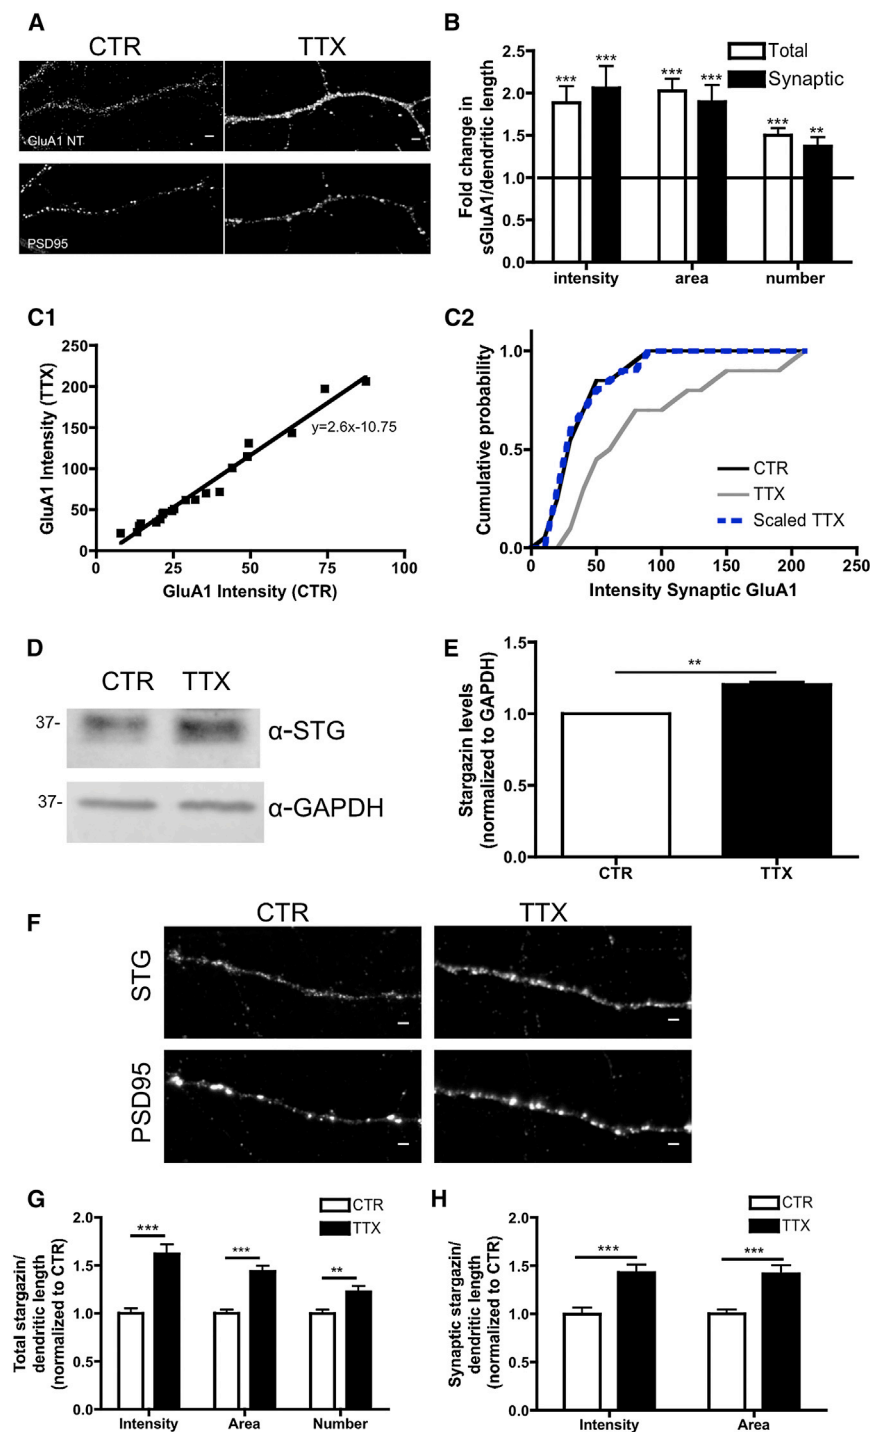 A
CTR TTX
GluA1 NT
PSD95
B
Fold change in
sGluA1/dendritic length
2.5
2.0
1.5
1.0
0.5
0.0
Total
Synaptic
*** ***
*** ***
*** **
intensity area number
C1
GluA1 Intensity (TTX)
250
200
150
100
50
0
y=2.6x-10.75
0 25 50 75 100
GluA1 Intensity (CTR)
C2
Cumulative probability
1.0
0.5
0.0
CTR
TTX
Scaled TTX
0 50 100 150 200 250
Intensity Synaptic GluA1
D
CTR TTX
37- α-STG
37- α-GAPDH
E
Stargazin levels
(normalized to GAPDH)
1.5
1.0
0.5
0.0
**
CTR TTX
F
CTR TTX
STG
PSD95
G
Total stargazin/
dendritic length
(normalized to CTR)
2.0
1.5
1.0
0.5
0.0
CTR
TTX
*** *** **
Intensity Area Number
H
Synaptic stargazin/
dendritic length
(normalized to CTR)
2.0
1.5
1.0
0.5
0.0
CTR
TTX
*** ***
Intensity Area